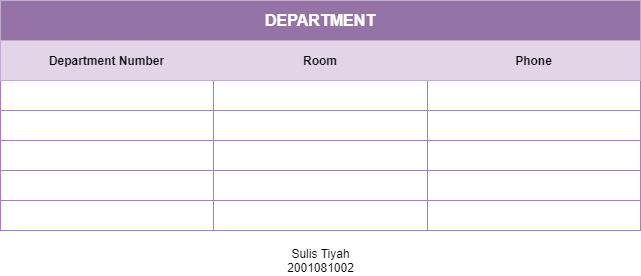 DEPARTMENT
Department Number Room Phone
Sulis Tiyah
2001081002